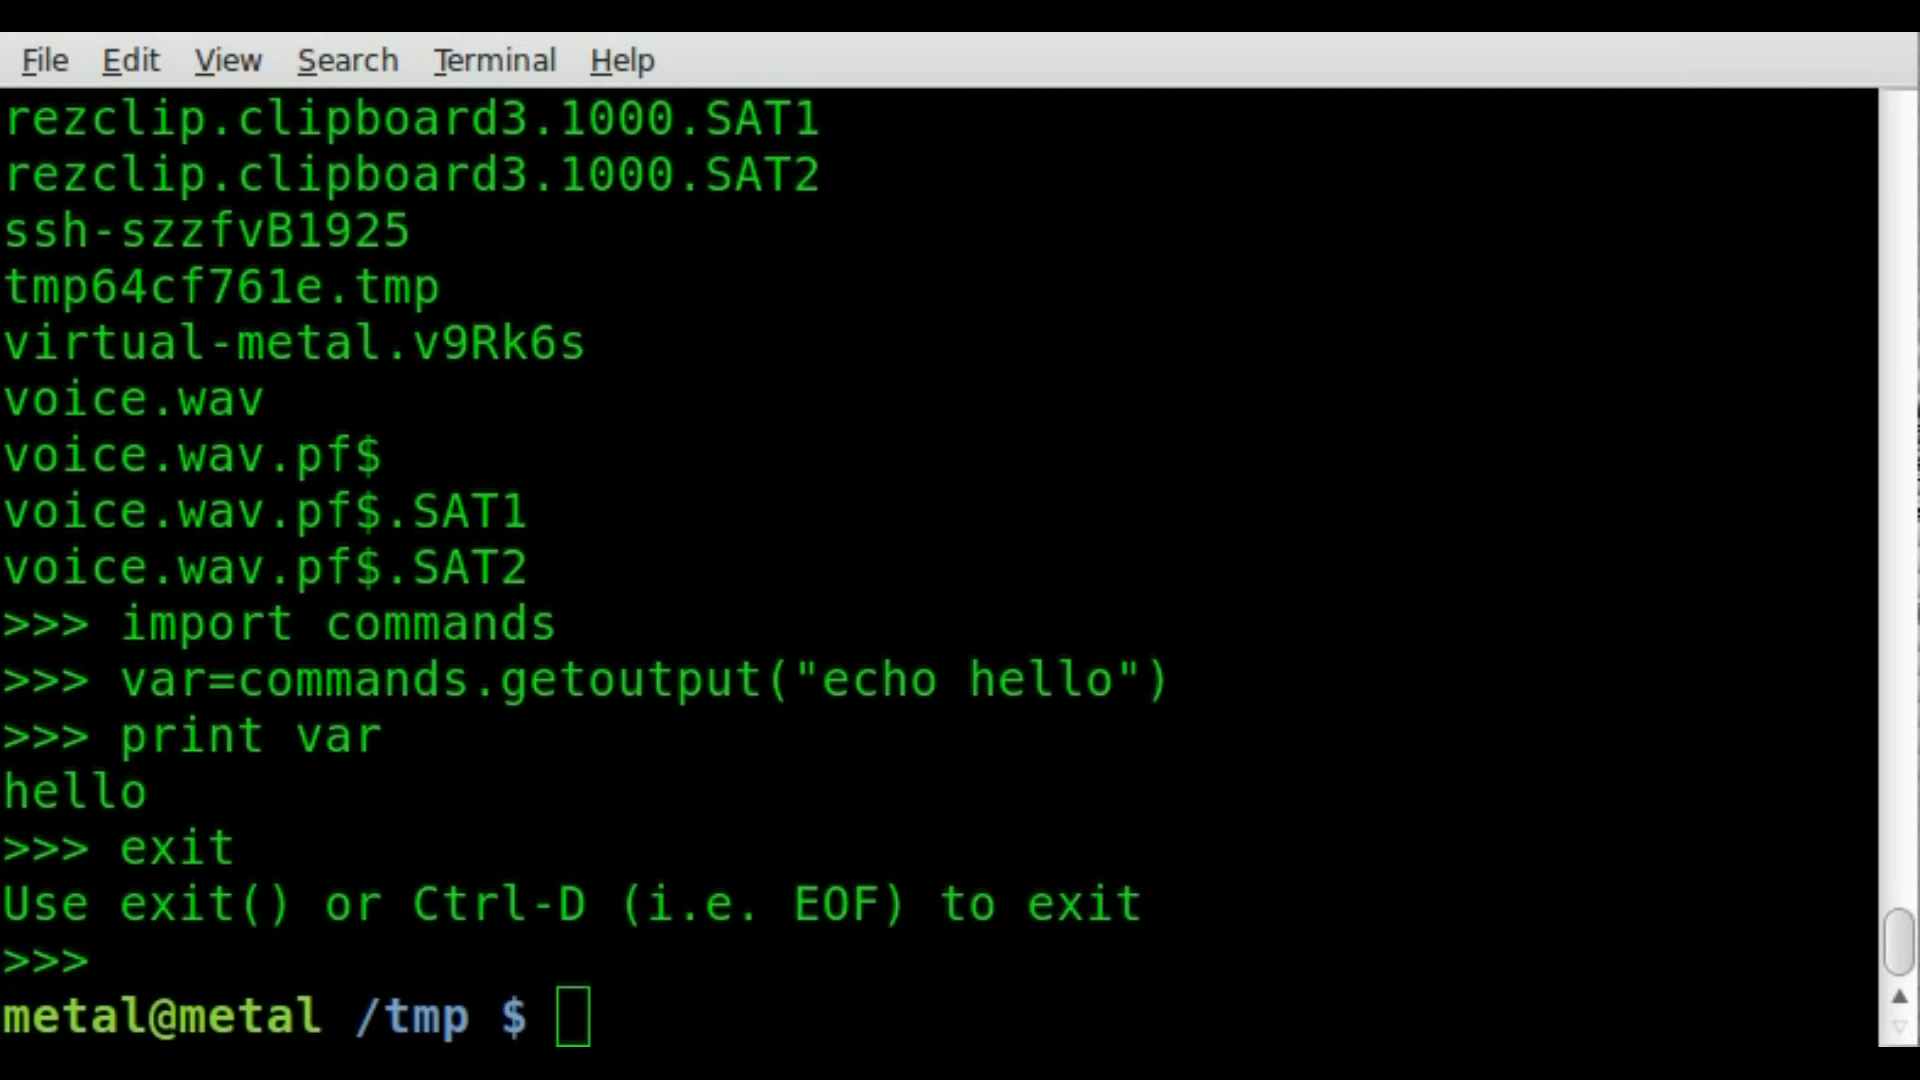 File Edit View Search Terminal Help
rezclip.clipboard3.1000.SAT1
rezclip.clipboard3.1000.SAT2
ssh-szzfvB1925
tmp64cf761e.tmp
virtual-metal.v9Rk6s
voice.wav
voice.wav.pf$
voice.wav.pf$.SAT1
voice.wav.pf$.SAT2
>>> import commands
>>> var=commands.getoutput("echo hello")
>>> print var
hello
>>> exit
Use exit() or Ctrl-D (i.e. EOF) to exit
>>>
metal@metal /tmp $